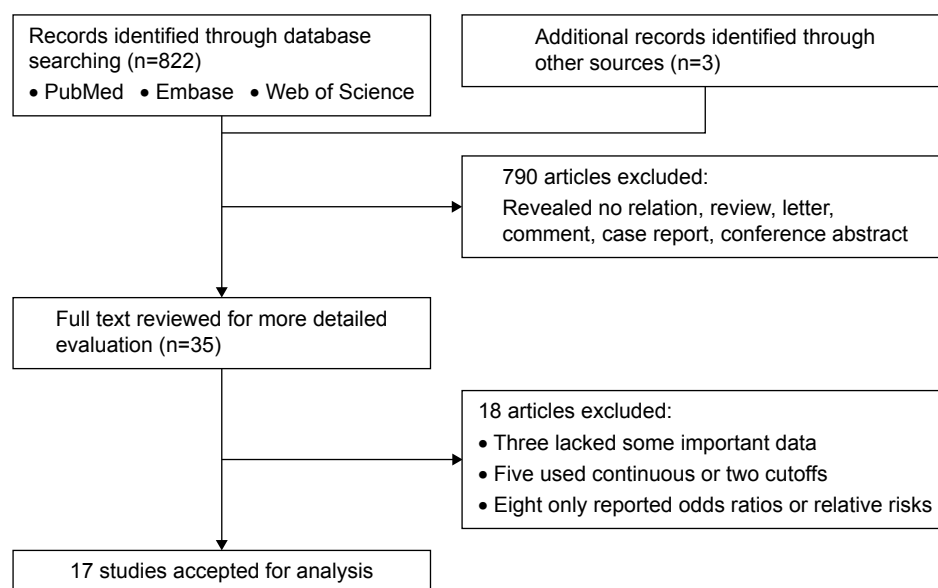 Records identified through database
searching (n=822)
• PubMed • Embase • Web of Science
Additional records identified through
other sources (n=3)
790 articles excluded:
Revealed no relation, review, letter,
comment, case report, conference abstract
Full text reviewed for more detailed
evaluation (n=35)
18 articles excluded:
• Three lacked some important data
• Five used continuous or two cutoffs
• Eight only reported odds ratios or relative risks
17 studies accepted for analysis